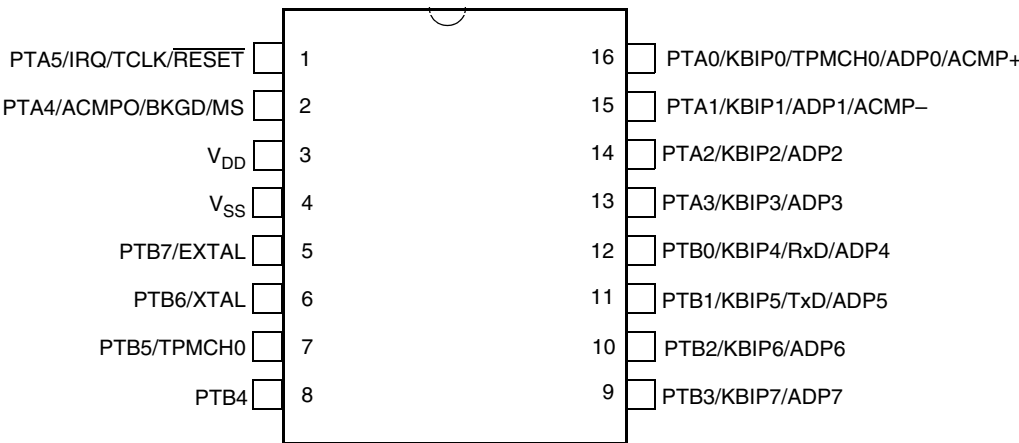 PTA5/IRQ/TCLK/RESET 1 16 PTA0/KBIP0/TPMCH0/ADP0/ACMP+
PTA4/ACMPO/BKGD/MS 2 15 PTA1/KBIP1/ADP1/ACMP–
VDD 3 14 PTA2/KBIP2/ADP2
VSS 4 13 PTA3/KBIP3/ADP3
PTB7/EXTAL 5 12 PTB0/KBIP4/RxD/ADP4
PTB6/XTAL 6 11 PTB1/KBIP5/TxD/ADP5
PTB5/TPMCH0 7 10 PTB2/KBIP6/ADP6
PTB4 8 9 PTB3/KBIP7/ADP7